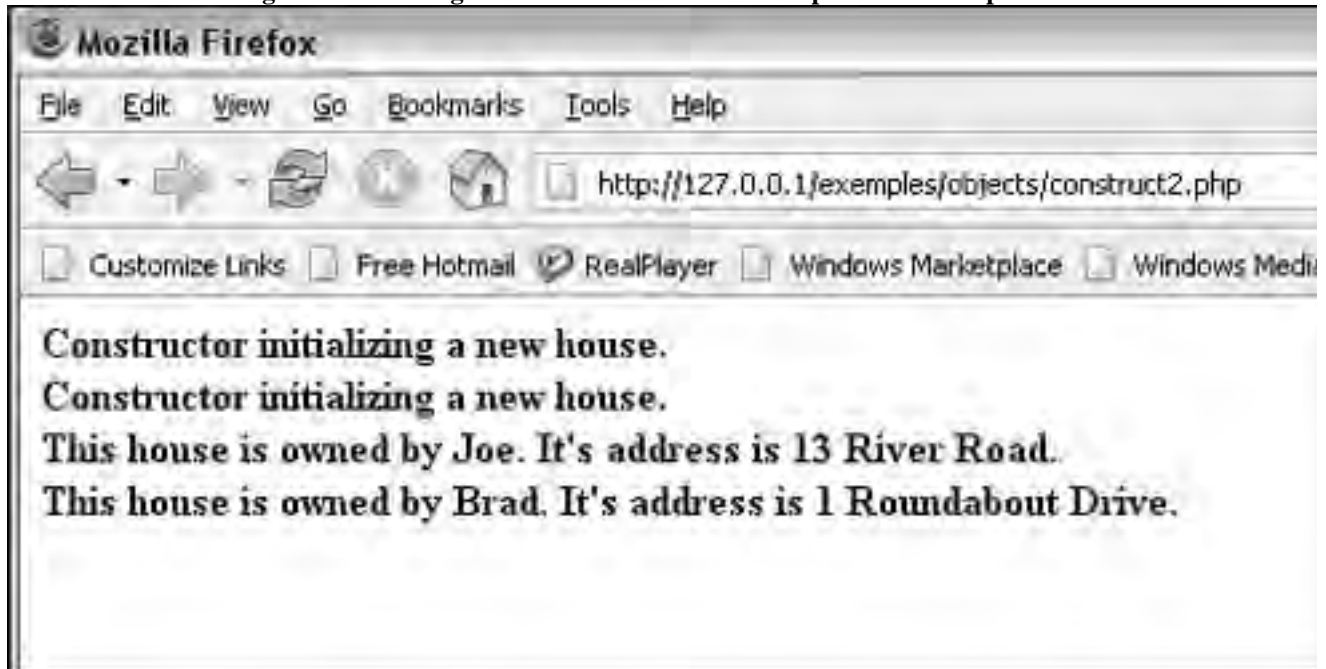 Mozilla Firefox
File Edit View Go Bookmarks Tools Help
http://127.0.0.1/exemples/objects/construct2.php
Customize Links Free Hotmail RealPlayer Windows Marketplace Windows Media
Constructor initializing a new house.
Constructor initializing a new house.
This house is owned by Joe. It's address is 13 River Road.
This house is owned by Brad. It's address is 1 Roundabout Drive.